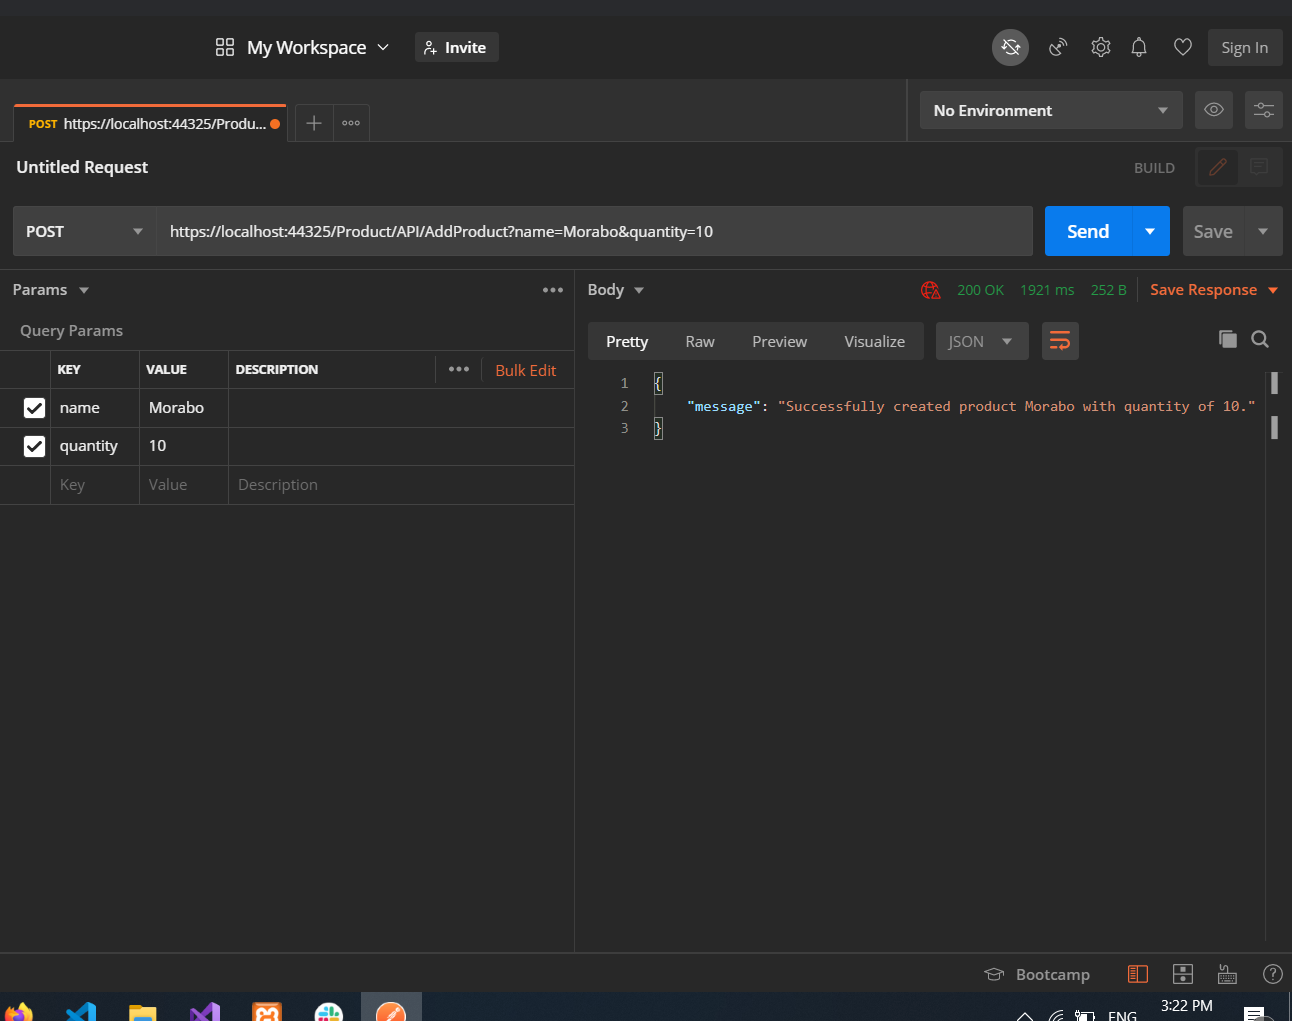 My Workspace
Invite
Sign In
POST https://localhost:44325/Produ...
No Environment
Untitled Request
BUILD
POST
https://localhost:44325/Product/API/AddProduct?name=Morabo&quantity=10
Send
Save
Params
Body
200 OK
1921 ms
252 B
Save Response
Query Params
Pretty
Raw
Preview
Visualize
JSON
KEY
VALUE
DESCRIPTION
Bulk Edit
name
Morabo
quantity
10
Key
Value
Description
1 {
2 "message": "Successfully created product Morabo with quantity of 10."
3 }
Bootcamp
3:22 PM
ENG